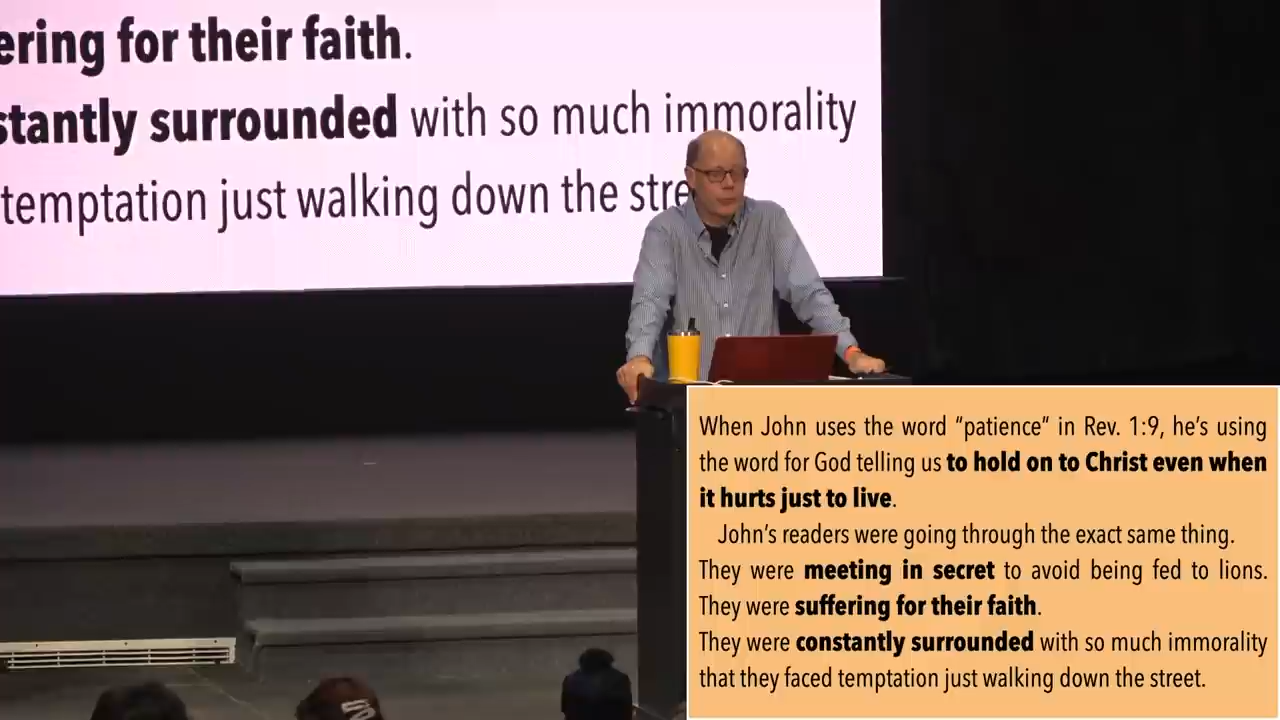 ering for their faith.
stantly surrounded with so much immorality
temptation just walking down the stre
When John uses the word “patience” in Rev. 1:9, he’s using
the word for God telling us to hold on to Christ even when
it hurts just to live.
John’s readers were going through the exact same thing.
They were meeting in secret to avoid being fed to lions.
They were suffering for their faith.
They were constantly surrounded with so much immorality
that they faced temptation just walking down the street.